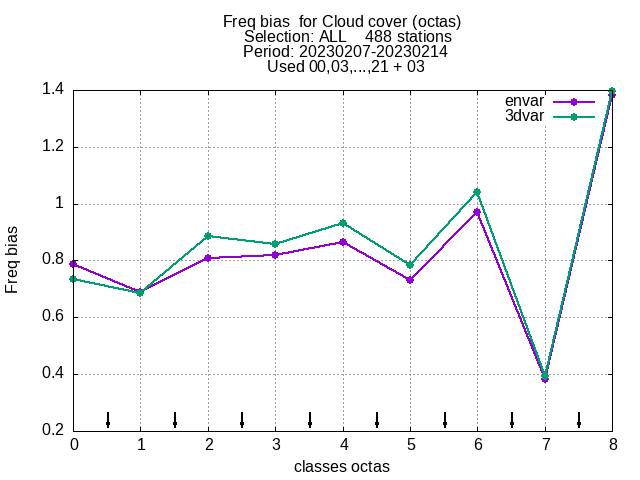 Freq bias  for Cloud cover (octas)
Selection: ALL    488 stations
Period: 20230207-20230214
Used 00,03,...,21 + 03
envar
3dvar
1.4
1.2
1
0.8
0.6
0.4
0.2
Freq bias
0 1 2 3 4 5 6 7 8
classes octas